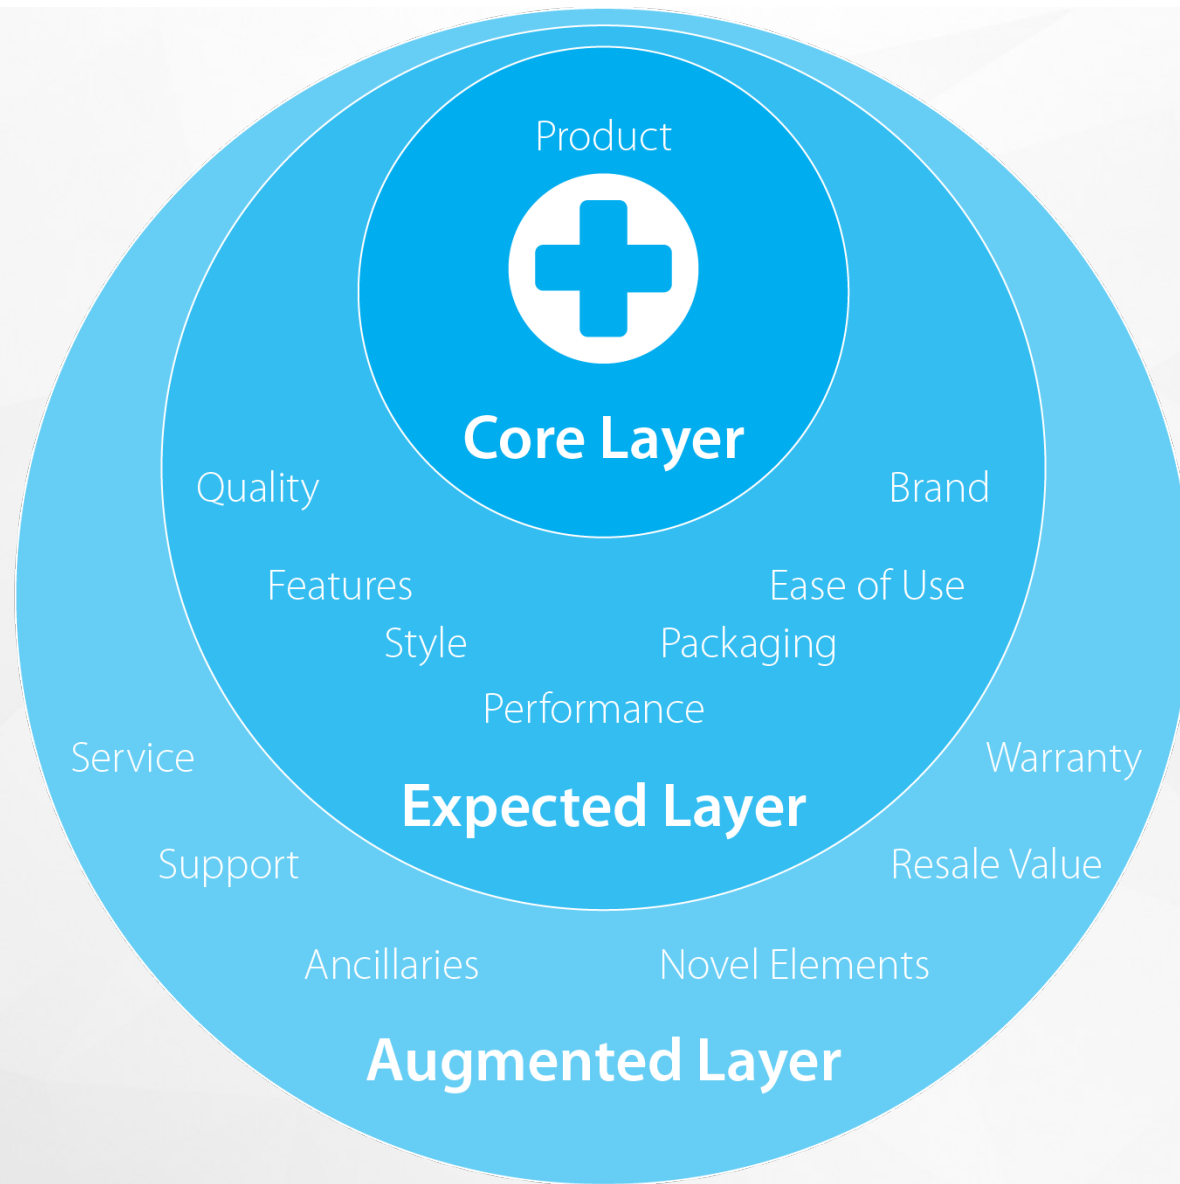 Product
Core Layer
Quality
Brand
Features
Ease of Use
Style
Packaging
Performance
Service
Warranty
Expected Layer
Support
Resale Value
Ancillaries
Novel Elements
Augmented Layer